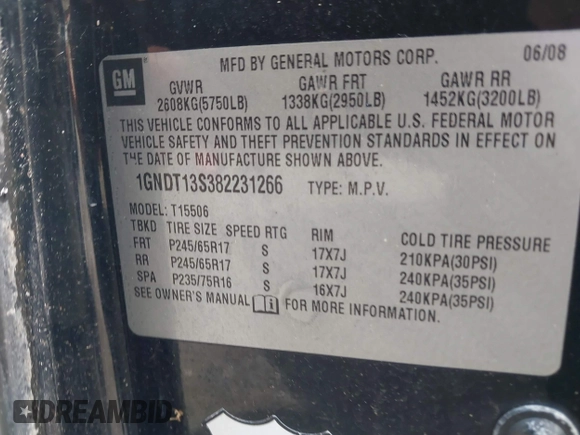 GM
MFD BY GENERAL MOTORS CORP. 06/08
GVWR GAWR FRT GAWR RR
2608KG(5750LB) 1338KG(2950LB) 1452KG(3200LB)
THIS VEHICLE CONFORMS TO ALL APPLICABLE U.S. FEDERAL MOTOR
VEHICLE SAFETY AND THEFT PREVENTION STANDARDS IN EFFECT ON
THE DATE OF MANUFACTURE SHOWN ABOVE.
1GNDT13S382231266 TYPE: M.P.V.
MODEL: T15506
TBKD TIRE SIZE SPEED RTG RIM COLD TIRE PRESSURE
FRT P245/65R17 S 17X7J 210KPA(30PSI)
RR P245/65R17 S 17X7J 240KPA(35PSI)
SPA P235/75R16 S 16X7J 240KPA(35PSI)
SEE OWNER'S MANUAL FOR MORE INFORMATION.
DREAMBID